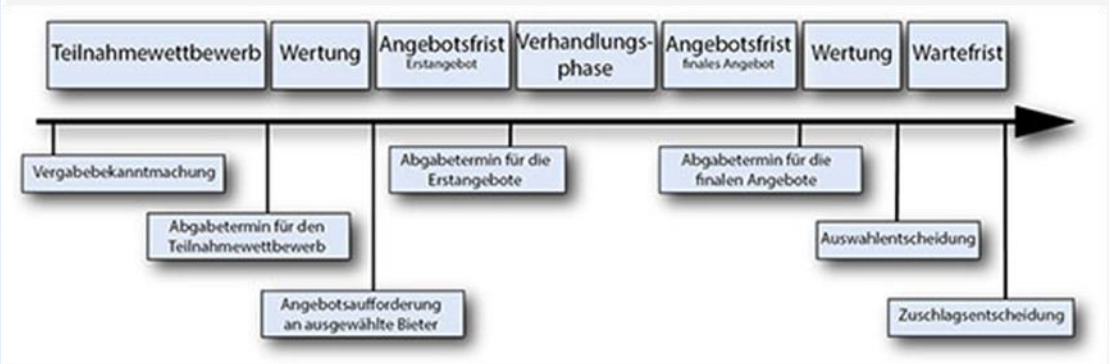 Teilnahmewettbewerb
Wertung
Angebotsfrist
Erstangebot
Verhandlungs-
phase
Angebotsfrist
finales Angebot
Wertung
Wartefrist
Vergabebekanntmachung
Abgabetermin für den
Teilnahmewettbewerb
Angebotsaufforderung
an ausgewählte Bieter
Abgabetermin für die
Erstangebote
Abgabetermin für die
finalen Angebote
Auswahlentscheidung
Zuschlagsentscheidung